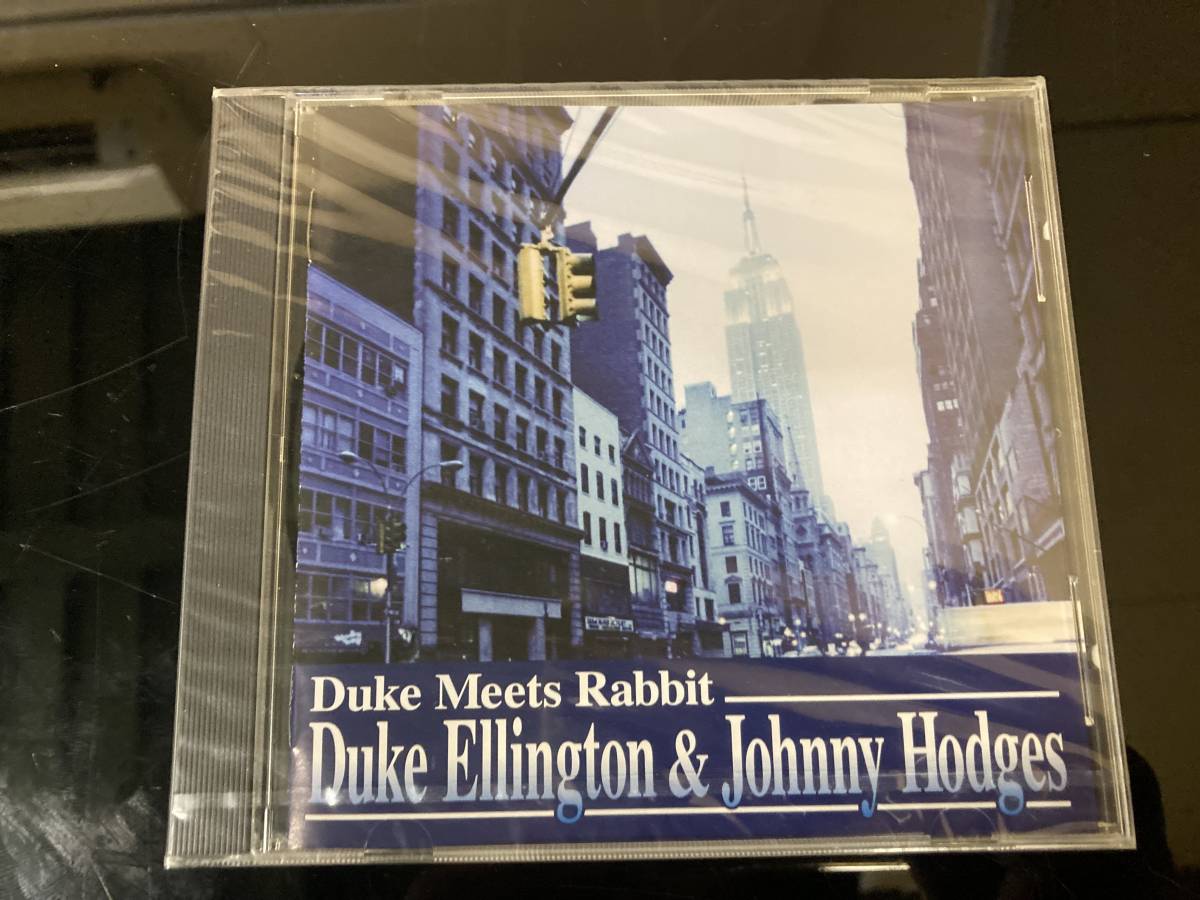 Duke Meets Rabbit
Duke Ellington & Johnny Hodges